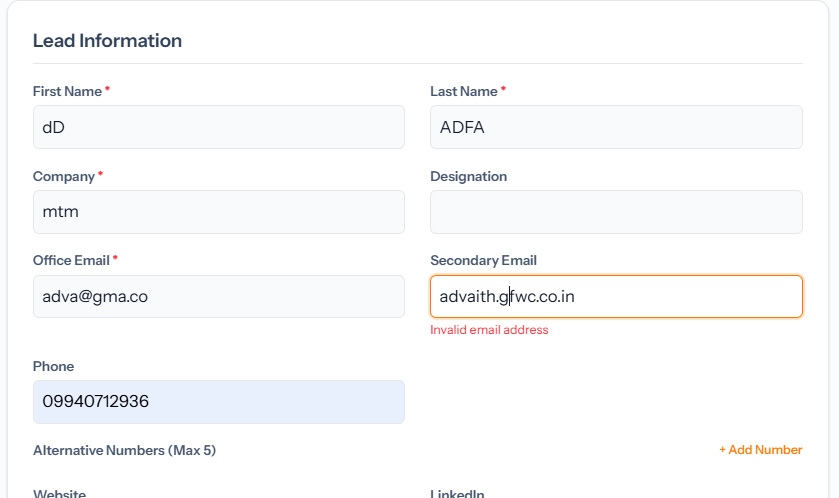 Lead Information
First Name *
Last Name *
dD
ADFA
Company *
Designation
mtm
Office Email *
Secondary Email
adva@gma.co
advaith.gfwc.co.in
Invalid email address
Phone
09940712936
Alternative Numbers (Max 5)
+ Add Number
Website
LinkedIn